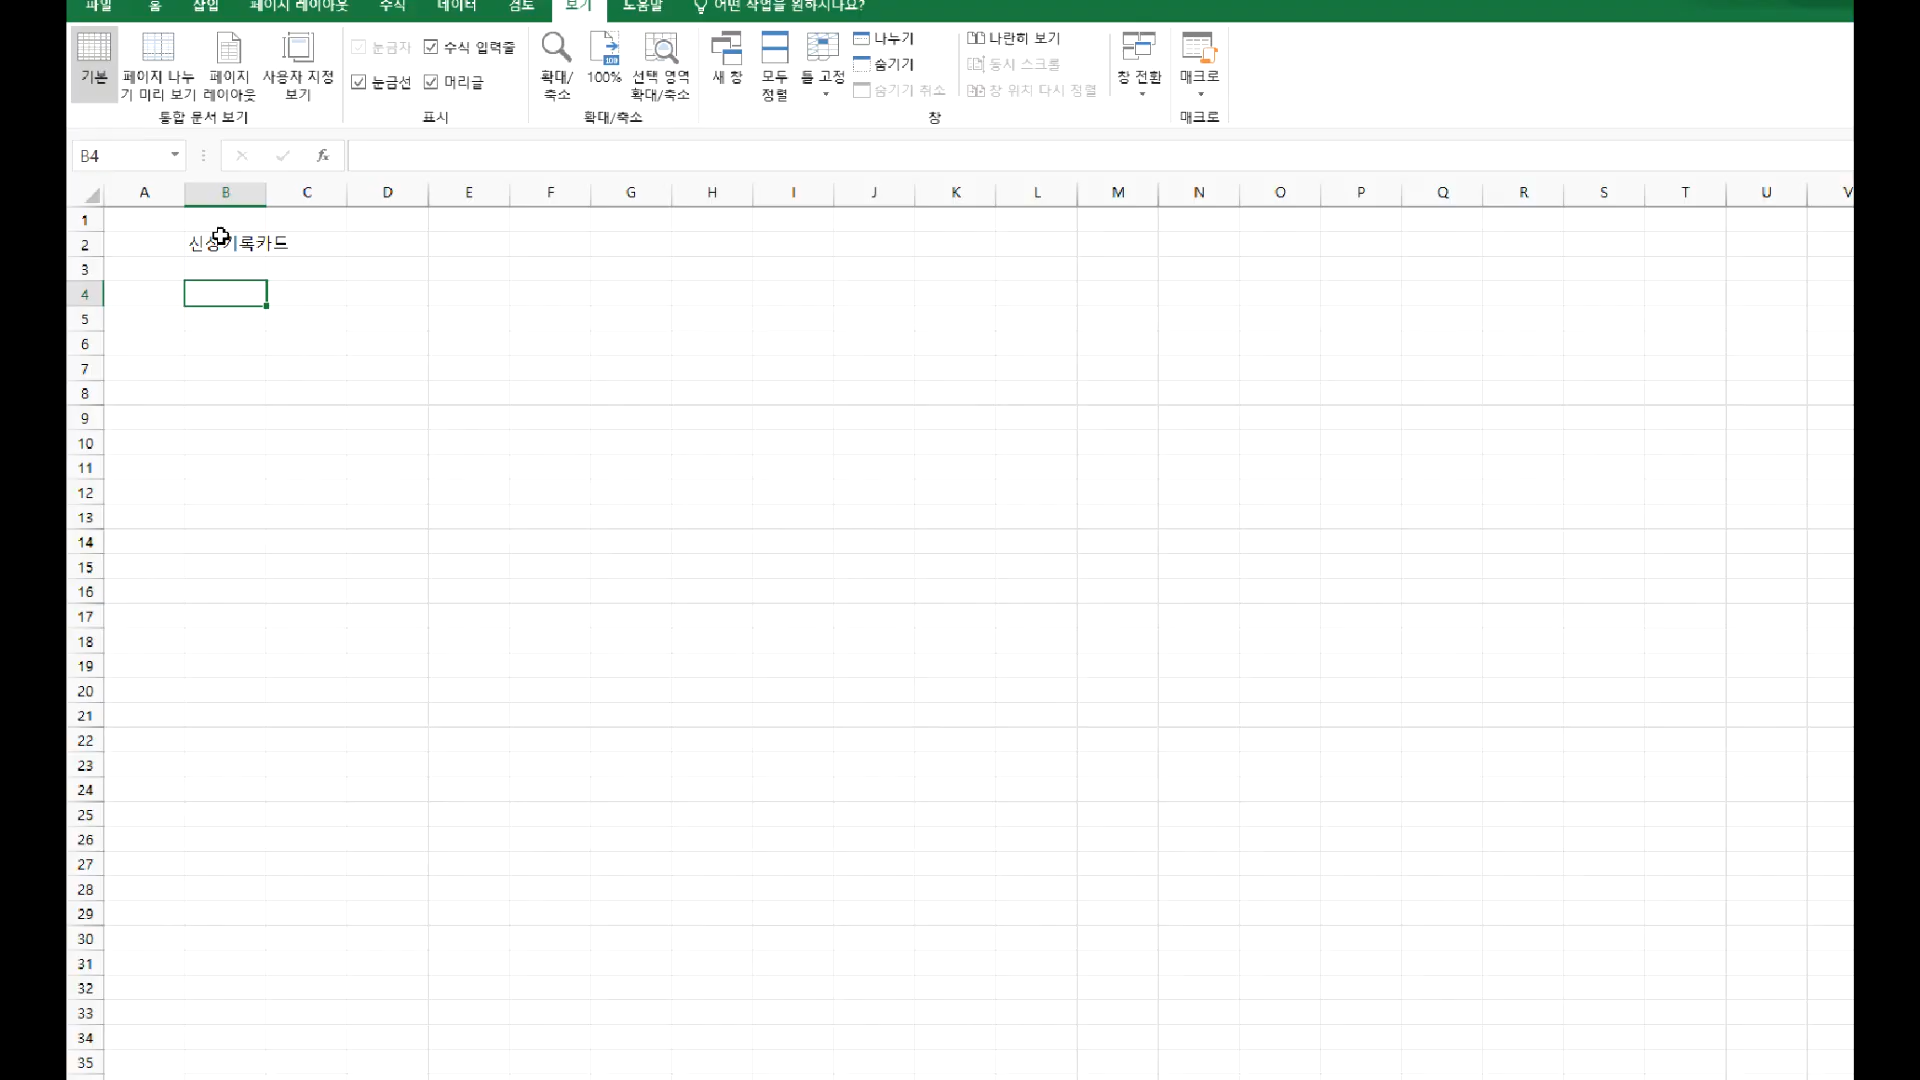 파일 홈 삽입 페이지 레이아웃 수식 데이터 검토 보기 도움말 어떤 작업을 원하시나요?
기본
페이지 나누기 미리 보기
페이지 레이아웃
사용자 지정 보기
통합 문서 보기
눈금자 수식 입력줄
눈금선 머리글
표시
확대/축소
100%
선택 영역 확대/축소
확대/축소
새 창
모두 정렬
틀 고정
나누기
숨기기
숨기기 취소
나란히 보기
동시 스크롤
창 위치 다시 정렬
창 전환
창
매크로
매크로
B4 fx
A B C D E F G H I J K L M N O P Q R S T U V
1
2 신상기록카드
3
4
5
6
7
8
9
10
11
12
13
14
15
16
17
18
19
20
21
22
23
24
25
26
27
28
29
30
31
32
33
34
35